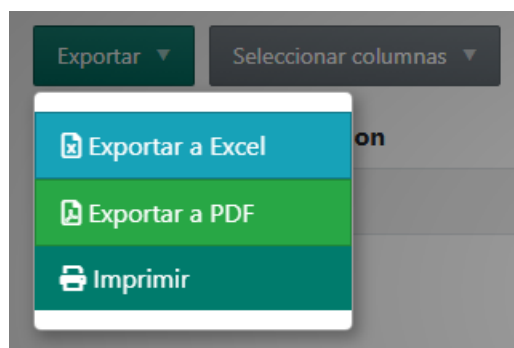 Exportar
Seleccionar columnas
on
Exportar a Excel
Exportar a PDF
Imprimir